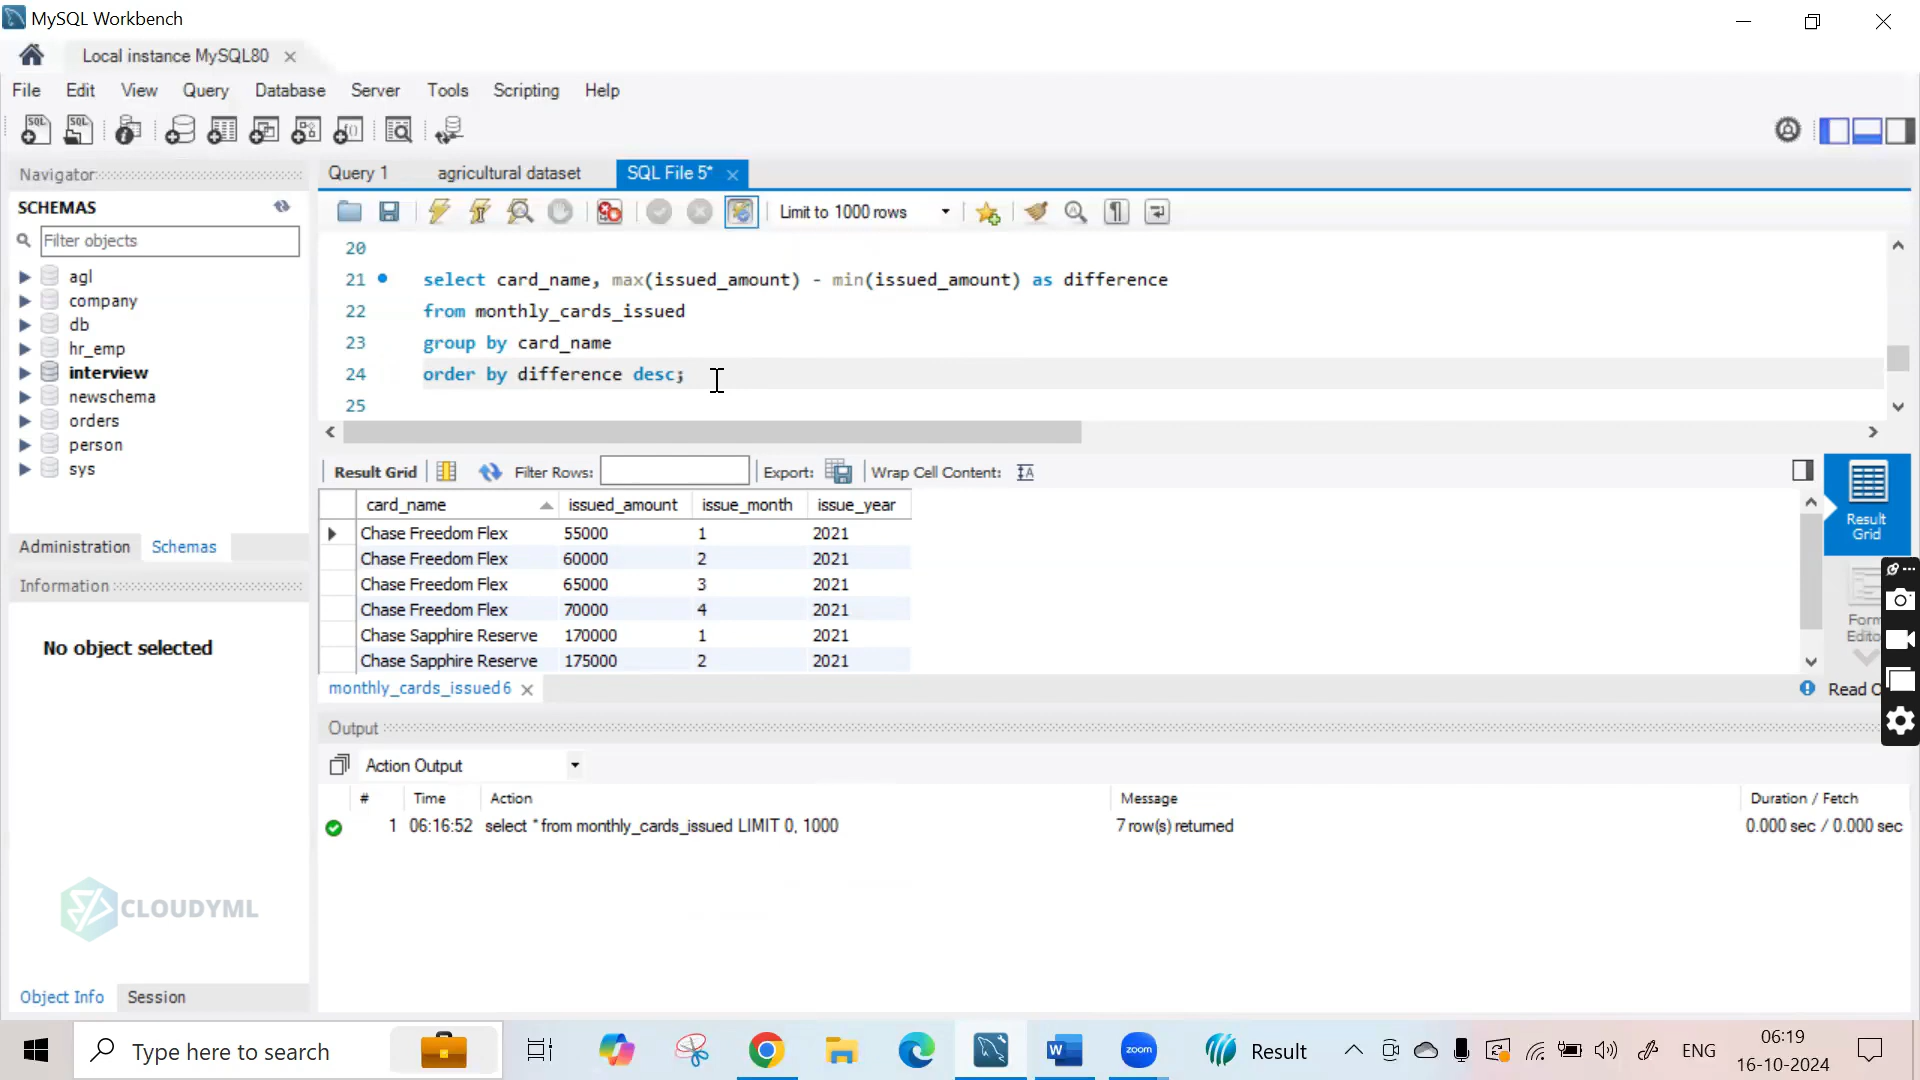 MySQL Workbench
Local instance MySQL80
File Edit View Query Database Server Tools Scripting Help
Navigator
SCHEMAS
Filter objects
agl
company
db
hr_emp
interview
newschema
orders
person
sys
Administration Schemas
Information
No object selected
CLOUDYML
Object Info Session
Query 1 agricultural dataset SQL File 5*
Limit to 1000 rows
20
21 select card_name, max(issued_amount) - min(issued_amount) as difference
22 from monthly_cards_issued
23 group by card_name
24 order by difference desc;
25
Result Grid Filter Rows: Export: Wrap Cell Content:
card_name issued_amount issue_month issue_year
Chase Freedom Flex 55000 1 2021
Chase Freedom Flex 60000 2 2021
Chase Freedom Flex 65000 3 2021
Chase Freedom Flex 70000 4 2021
Chase Sapphire Reserve 170000 1 2021
Chase Sapphire Reserve 175000 2 2021
Result
Grid
Form
Edito
monthly_cards_issued 6
Read
Output
Action Output
# Time Action Message Duration / Fetch
1 06:16:52 select * from monthly_cards_issued LIMIT 0, 1000 7 row(s) returned 0.000 sec / 0.000 sec
Type here to search
zoom
Result
ENG
06:19
16-10-2024